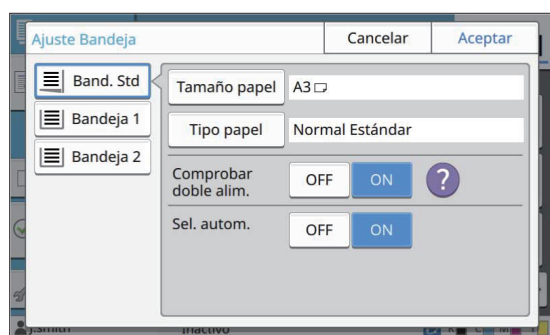 Ajuste Bandeja
Cancelar
Aceptar
Band. Std
Bandeja 1
Bandeja 2
Tamaño papel
A3
Tipo papel
Normal Estándar
Comprobar
doble alim.
OFF
ON
?
Sel. autom.
OFF
ON